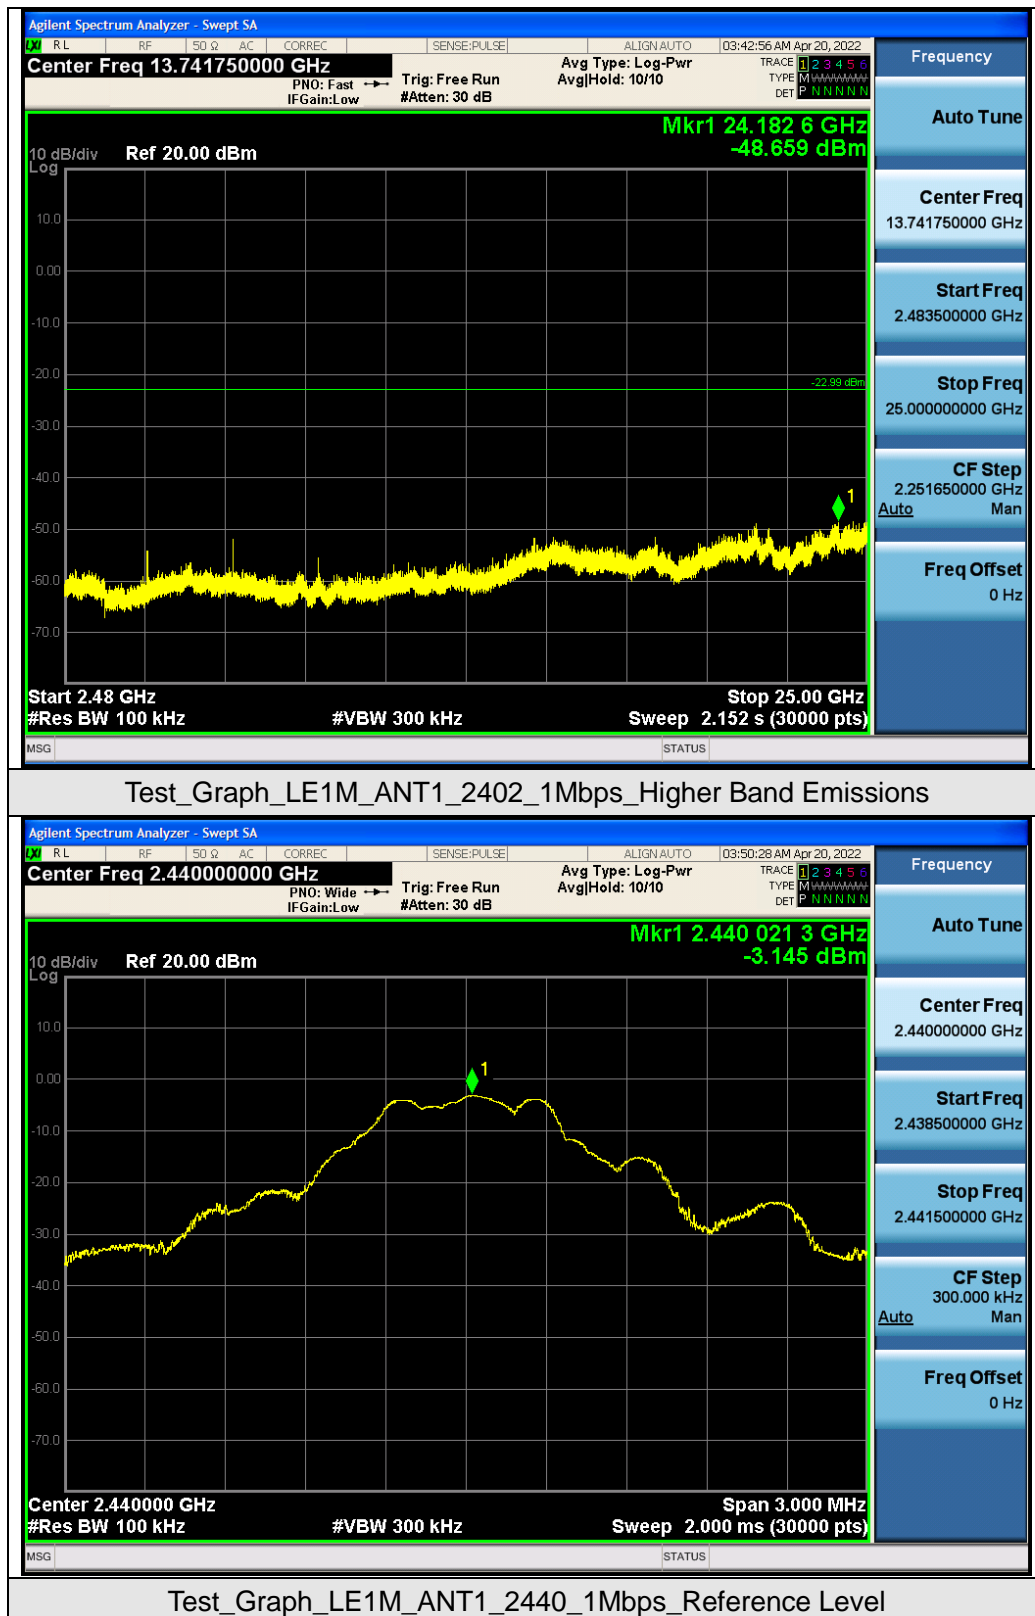 Agilent Spectrum Analyzer - Swept SA
LXI RL RF 50 Ω AC CORREC SENSE:PULSE ALIGN AUTO 03:42:56 AM Apr 20, 2022
Center Freq 13.741750000 GHz
PNO: Fast
IFGain:Low
Trig: Free Run
#Atten: 30 dB
Avg Type: Log-Pwr
Avg|Hold: 10/10
TRACE 1 2 3 4 5 6
TYPE M
DET P N N N N N
Mkr1 24.182 6 GHz
-48.659 dBm
10 dB/div Ref 20.00 dBm
Log
10.0
0.00
-10.0
-20.0
-22.99 dBm
-30.0
-40.0
1
-50.0
-60.0
-70.0
Start 2.48 GHz Stop 25.00 GHz
#Res BW 100 kHz #VBW 300 kHz Sweep 2.152 s (30000 pts)
MSG STATUS
Frequency
Auto Tune
Center Freq
13.741750000 GHz
Start Freq
2.483500000 GHz
Stop Freq
25.000000000 GHz
CF Step
2.251650000 GHz
Auto Man
Freq Offset
0 Hz
Test_Graph_LE1M_ANT1_2402_1Mbps_Higher Band Emissions
Agilent Spectrum Analyzer - Swept SA
LXI RL RF 50 Ω AC CORREC SENSE:PULSE ALIGN AUTO 03:50:28 AM Apr 20, 2022
Center Freq 2.440000000 GHz
PNO: Wide
IFGain:Low
Trig: Free Run
#Atten: 30 dB
Avg Type: Log-Pwr
Avg|Hold: 10/10
TRACE 1 2 3 4 5 6
TYPE M
DET P N N N N N
Mkr1 2.440 021 3 GHz
-3.145 dBm
10 dB/div Ref 20.00 dBm
Log
10.0
1
0.00
-10.0
-20.0
-30.0
-40.0
-50.0
-60.0
-70.0
Center 2.440000 GHz Span 3.000 MHz
#Res BW 100 kHz #VBW 300 kHz Sweep 2.000 ms (30000 pts)
MSG STATUS
Frequency
Auto Tune
Center Freq
2.440000000 GHz
Start Freq
2.438500000 GHz
Stop Freq
2.441500000 GHz
CF Step
300.000 kHz
Auto Man
Freq Offset
0 Hz
Test_Graph_LE1M_ANT1_2440_1Mbps_Reference Level